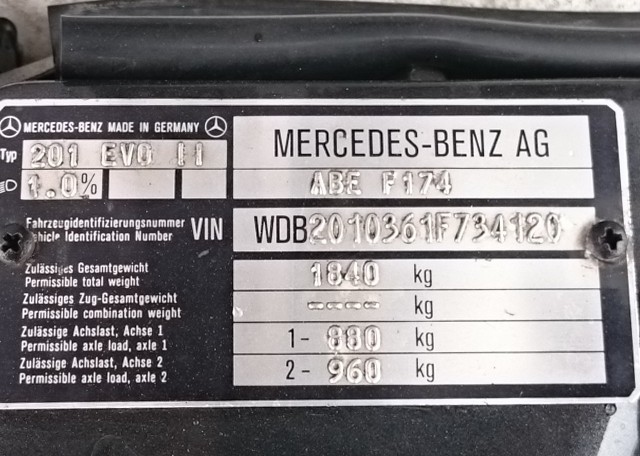 MERCEDES-BENZ MADE IN GERMANY
Typ 201 EVO II
MERCEDES-BENZ AG
1.0%
ABE F174
Fahrzeugidentifizierungsnummer
Vehicle Identification Number
VIN
WDB2010361F734120
Zulässiges Gesamtgewicht
Permissible total weight
1840 kg
Zulässiges Zug-Gesamtgewicht
Permissible combination weight
---- kg
Zulässige Achslast, Achse 1
Permissible axle load, axle 1
1- 880 kg
Zulässige Achslast, Achse 2
Permissible axle load, axle 2
2- 960 kg